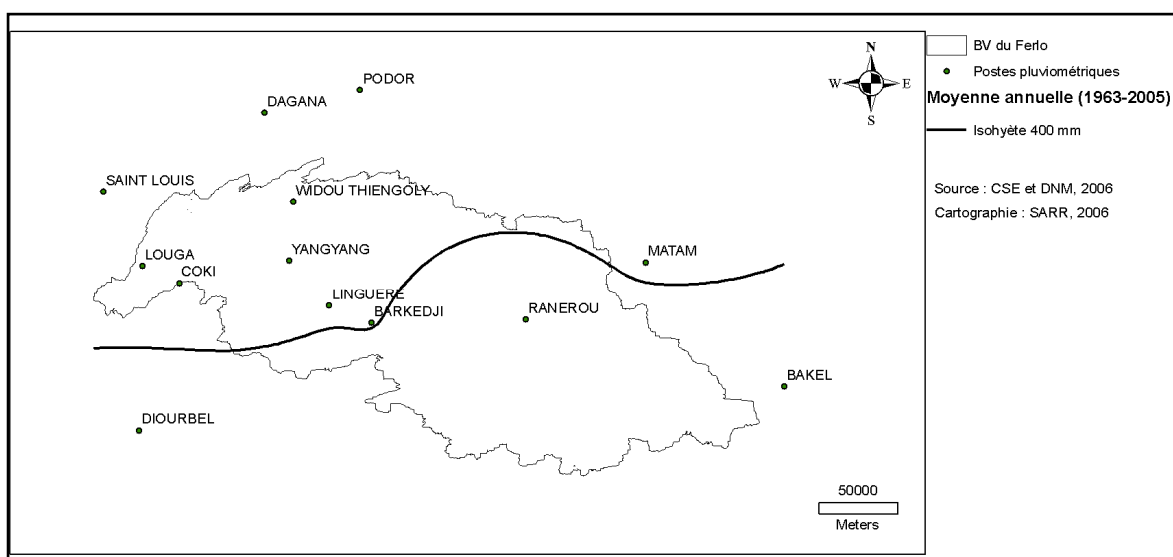 PODOR
DAGANA
SAINT LOUIS
WIDOU THIENGOLY
LOUGA
COKI
YANGYANG
MATAM
LINGUERE
BARKEDJI
RANEROU
BAKEL
DIOURBEL
N
W E
S
50000
Meters
BV du Ferlo
Postes pluviométriques
Moyenne annuelle (1963-2005)
Isohyète 400 mm
Source : CSE et DNM, 2006
Cartographie : SARR, 2006